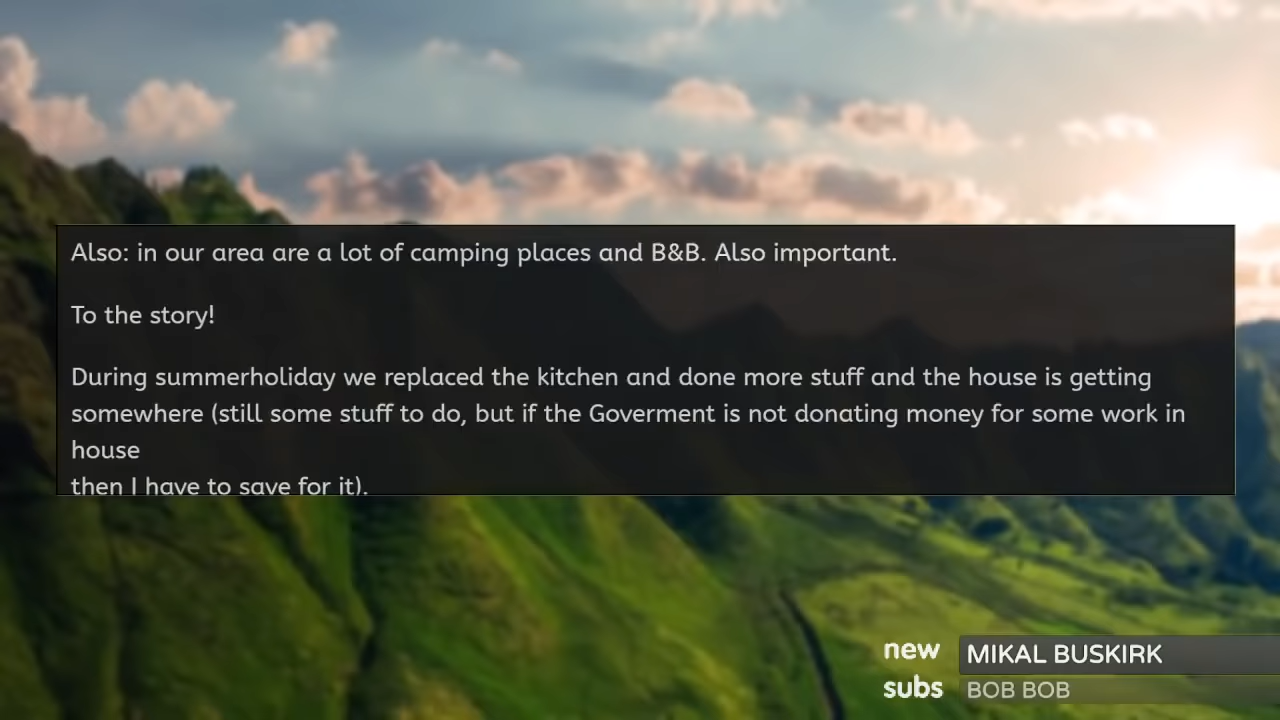 Also: in our area are a lot of camping places and B&B. Also important.
To the story!
During summerholiday we replaced the kitchen and done more stuff and the house is getting
somewhere (still some stuff to do, but if the Goverment is not donating money for some work in
house
then I have to save for it).
new
MIKAL BUSKIRK
subs
BOB BOB